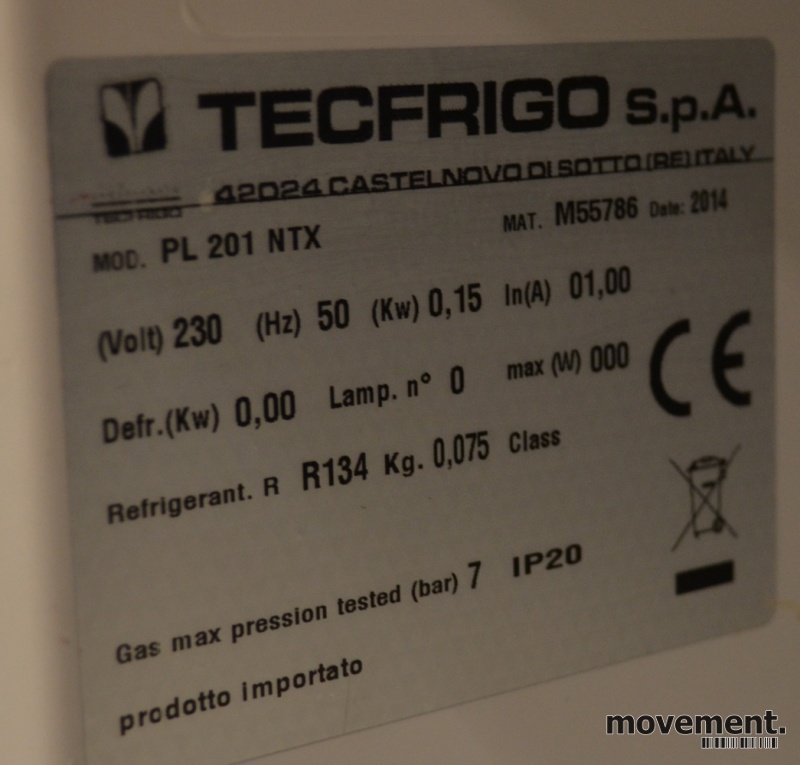 TECFRIGO S.p.A.
42024 CASTELNOVO DI SOTTO (RE) ITALY
TECFRIGO
MOD. PL 201 NTX MAT. M55786 Date: 2014
(Volt) 230 (Hz) 50 (Kw) 0,15 In(A) 01,00
Defr.(Kw) 0,00 Lamp. n° 0 max (W) 000
CE
Refrigerant. R R134 Kg. 0,075 Class
Gas max pression tested (bar) 7 IP20
prodotto importato
movement.